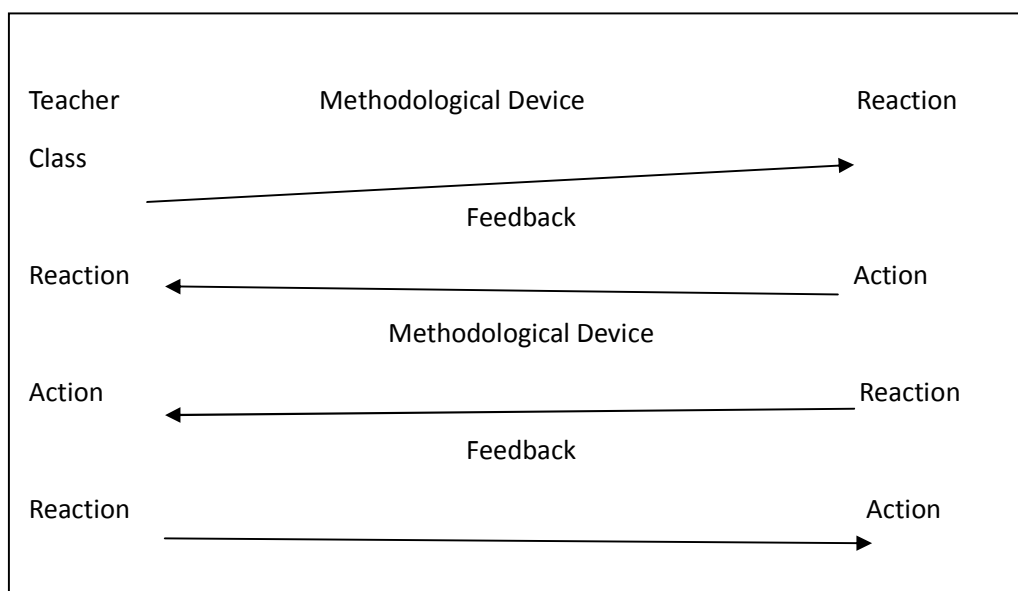 Teacher Methodological Device Reaction
Class
Feedback
Reaction Action
Methodological Device
Action Reaction
Feedback
Reaction Action